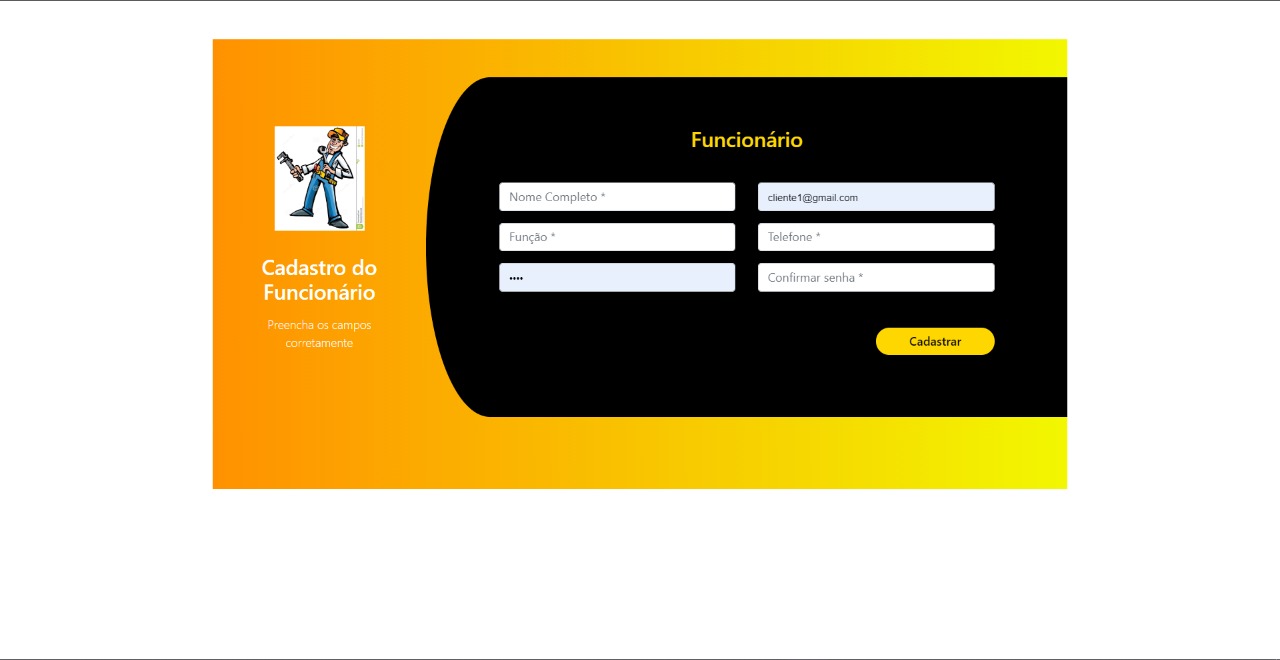 Funcionário
Nome Completo *
cliente1@gmail.com
Função *
Telefone *
••••
Confirmar senha *
Cadastrar
Cadastro do
Funcionário
Preencha os campos
corretamente